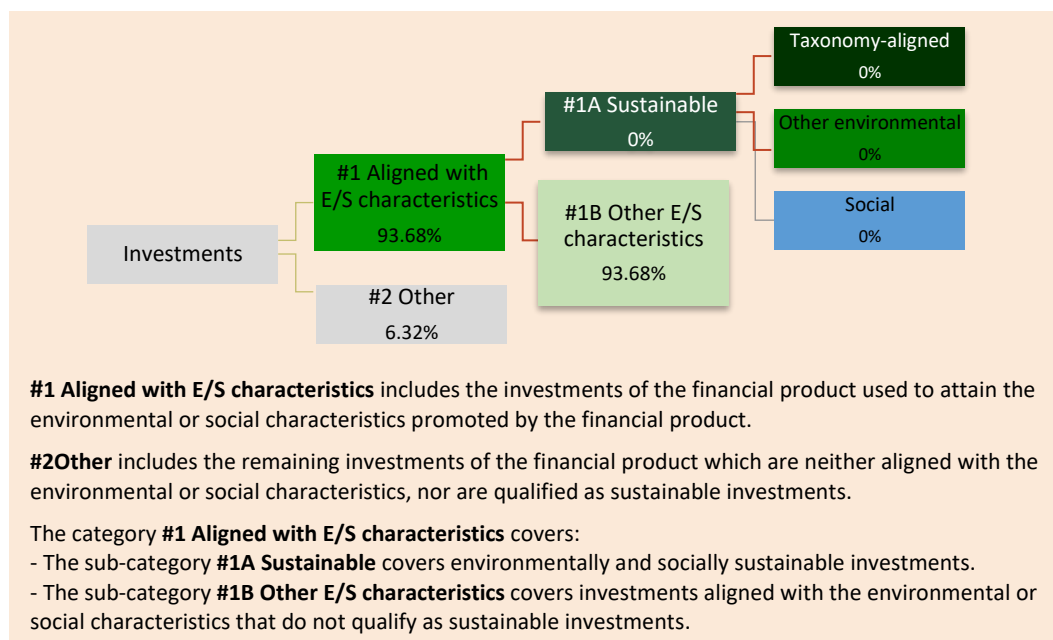 Taxonomy-aligned
0%
#1A Sustainable
0%
Other environmental
0%
#1 Aligned with
E/S characteristics
93.68%
#1B Other E/S
characteristics
93.68%
Social
0%
Investments
#2 Other
6.32%
#1 Aligned with E/S characteristics includes the investments of the financial product used to attain the
environmental or social characteristics promoted by the financial product.
#2Other includes the remaining investments of the financial product which are neither aligned with the
environmental or social characteristics, nor are qualified as sustainable investments.
The category #1 Aligned with E/S characteristics covers:
- The sub-category #1A Sustainable covers environmentally and socially sustainable investments.
- The sub-category #1B Other E/S characteristics covers investments aligned with the environmental or
social characteristics that do not qualify as sustainable investments.